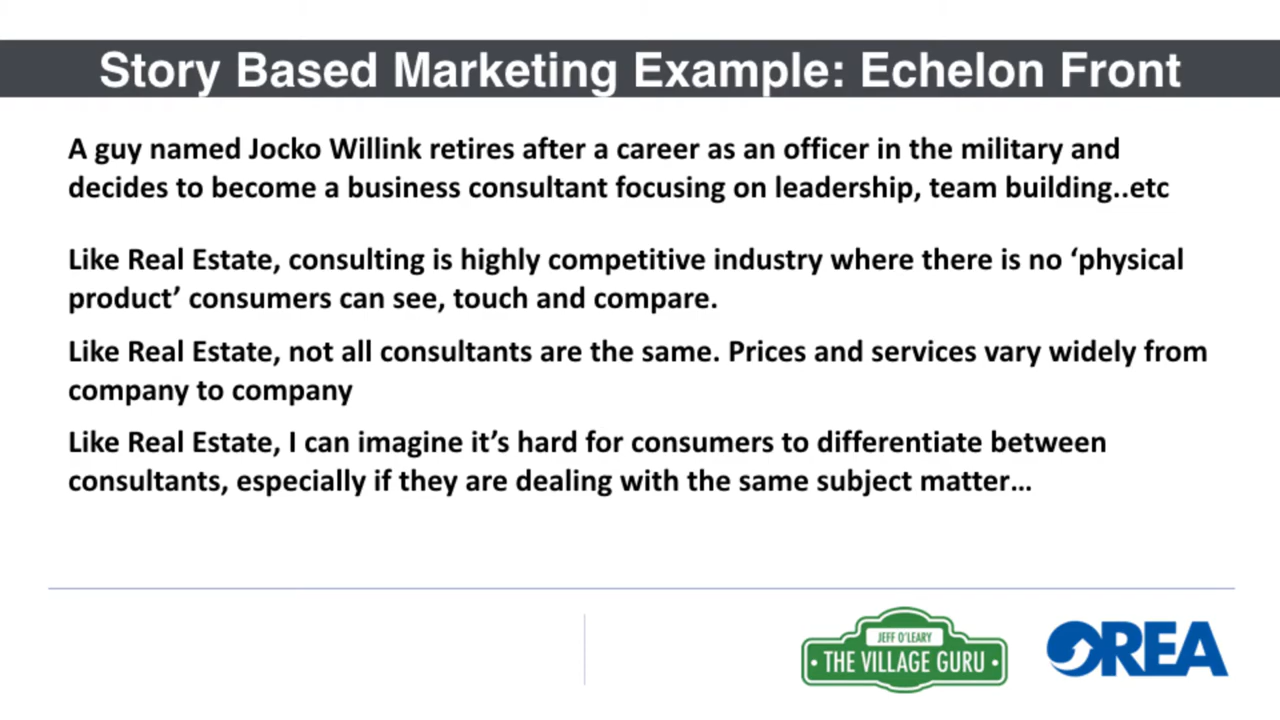 Story Based Marketing Example: Echelon Front
A guy named Jocko Willink retires after a career as an officer in the military and
decides to become a business consultant focusing on leadership, team building..etc
Like Real Estate, consulting is highly competitive industry where there is no ‘physical
product’ consumers can see, touch and compare.
Like Real Estate, not all consultants are the same. Prices and services vary widely from
company to company
Like Real Estate, I can imagine it’s hard for consumers to differentiate between
consultants, especially if they are dealing with the same subject matter…
JEFF O'LEARY
• THE VILLAGE GURU •
OREA